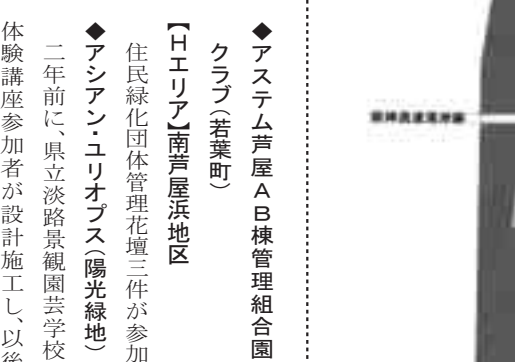 ◆アステム芦屋AB棟管理組合園
クラブ(若葉町)
【Hエリア】南芦屋浜地区
住民緑化団体管理花壇三件が参加
◆アシアン・ユリオプス(陽光緑地)
二年前に、県立淡路景観園芸学校
体験講座参加者が設計施工し、以後